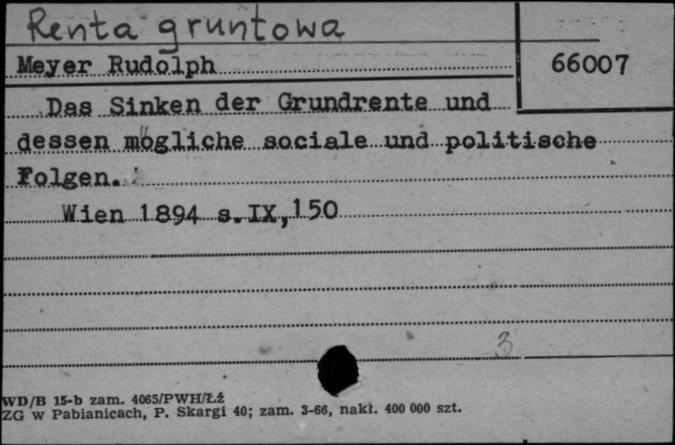 Renta gruntowa
Meyer Rudolph
66007
Das Sinken der Grundrente und
dessen mögliche sociale und politische
Folgen.
Wien 1894 s.IX,150
3
WD/B 15-b zam. 4065/PWH/Łź
ZG w Pabianicach, P. Skargi 40; zam. 3-66, nakł. 400 000 szt.